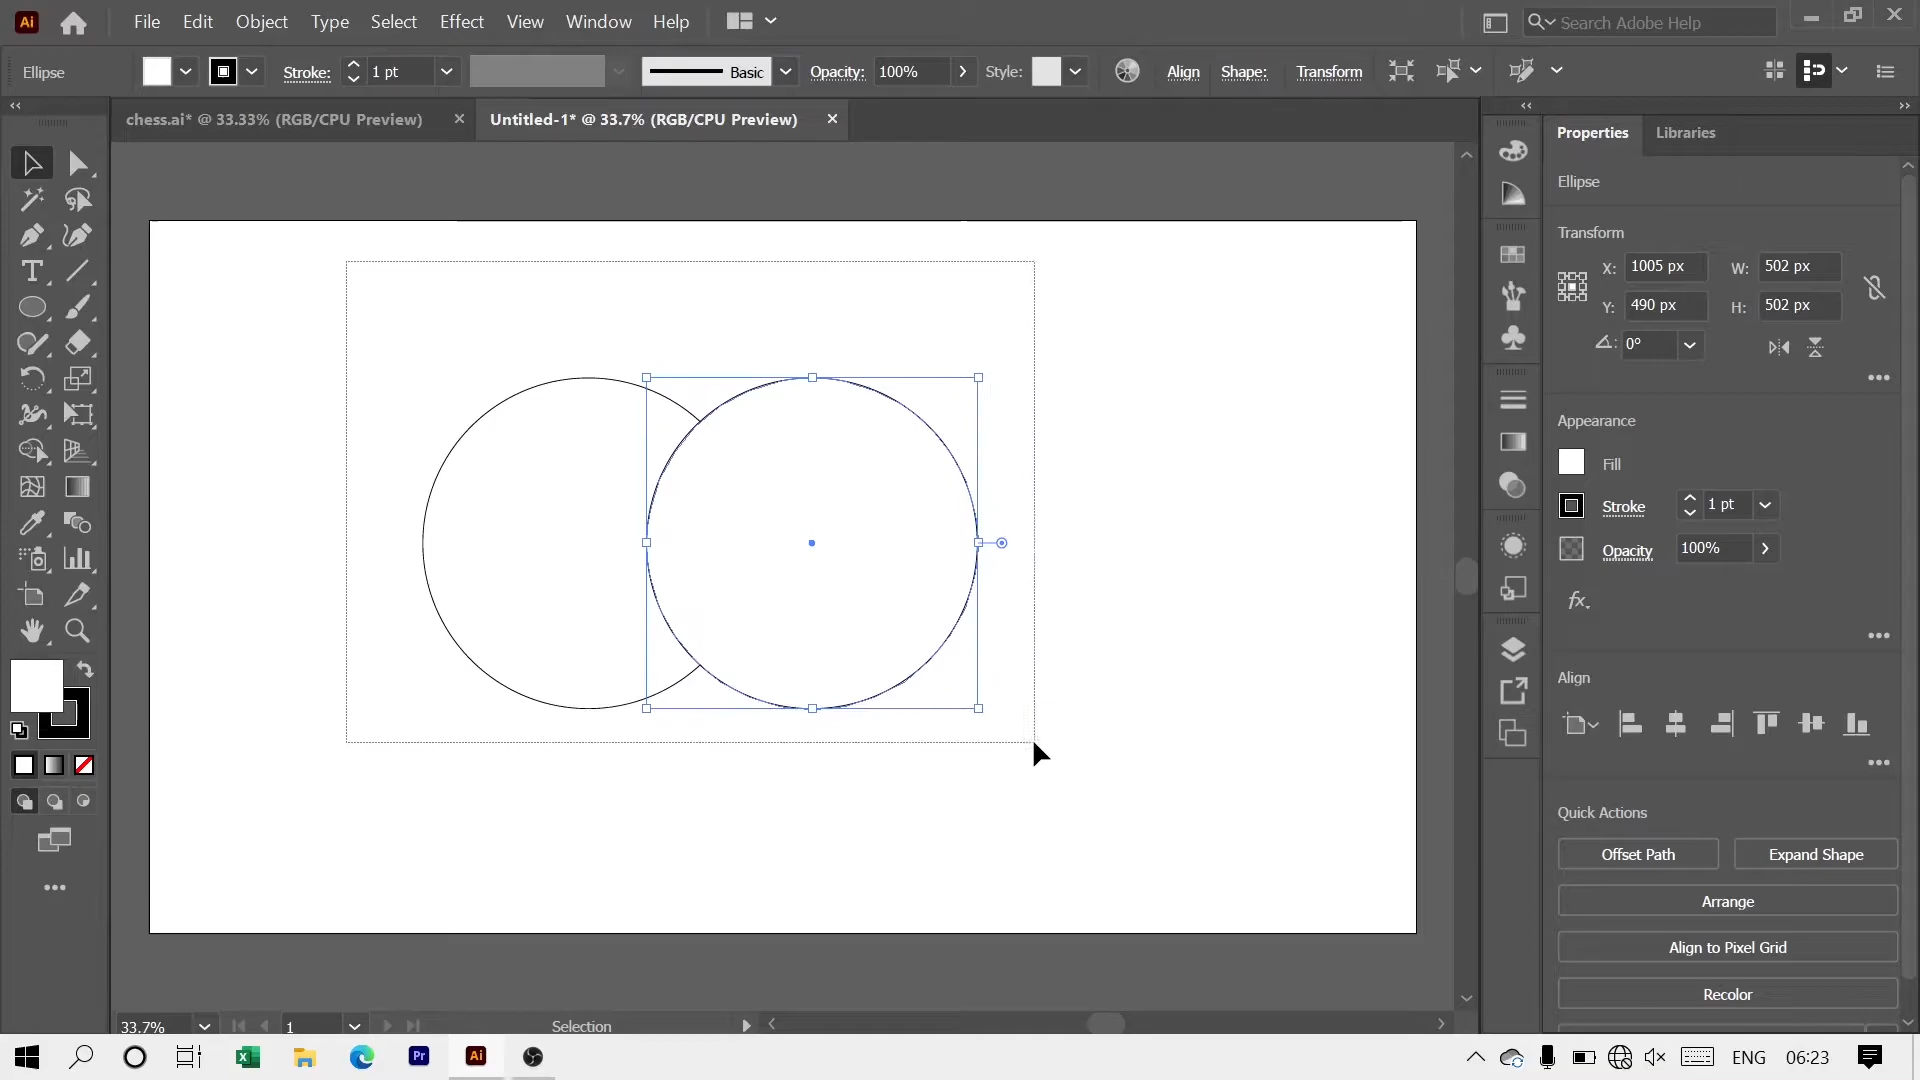 Ai File Edit Object Type Select Effect View Window Help Search Adobe Help
Ellipse Stroke: 1 pt Basic Opacity: 100% Style: Align Shape: Transform
chess.ai* @ 33.33% (RGB/CPU Preview) Untitled-1* @ 33.7% (RGB/CPU Preview)
Properties Libraries
Ellipse
Transform
X: 1005 px W: 502 px
Y: 490 px H: 502 px
0°
Appearance
Fill
Stroke 1 pt
Opacity 100%
fx.
Align
Quick Actions
Offset Path Expand Shape
Arrange
Align to Pixel Grid
Recolor
33.7% 1 Selection
Pr Ai ENG 06:23